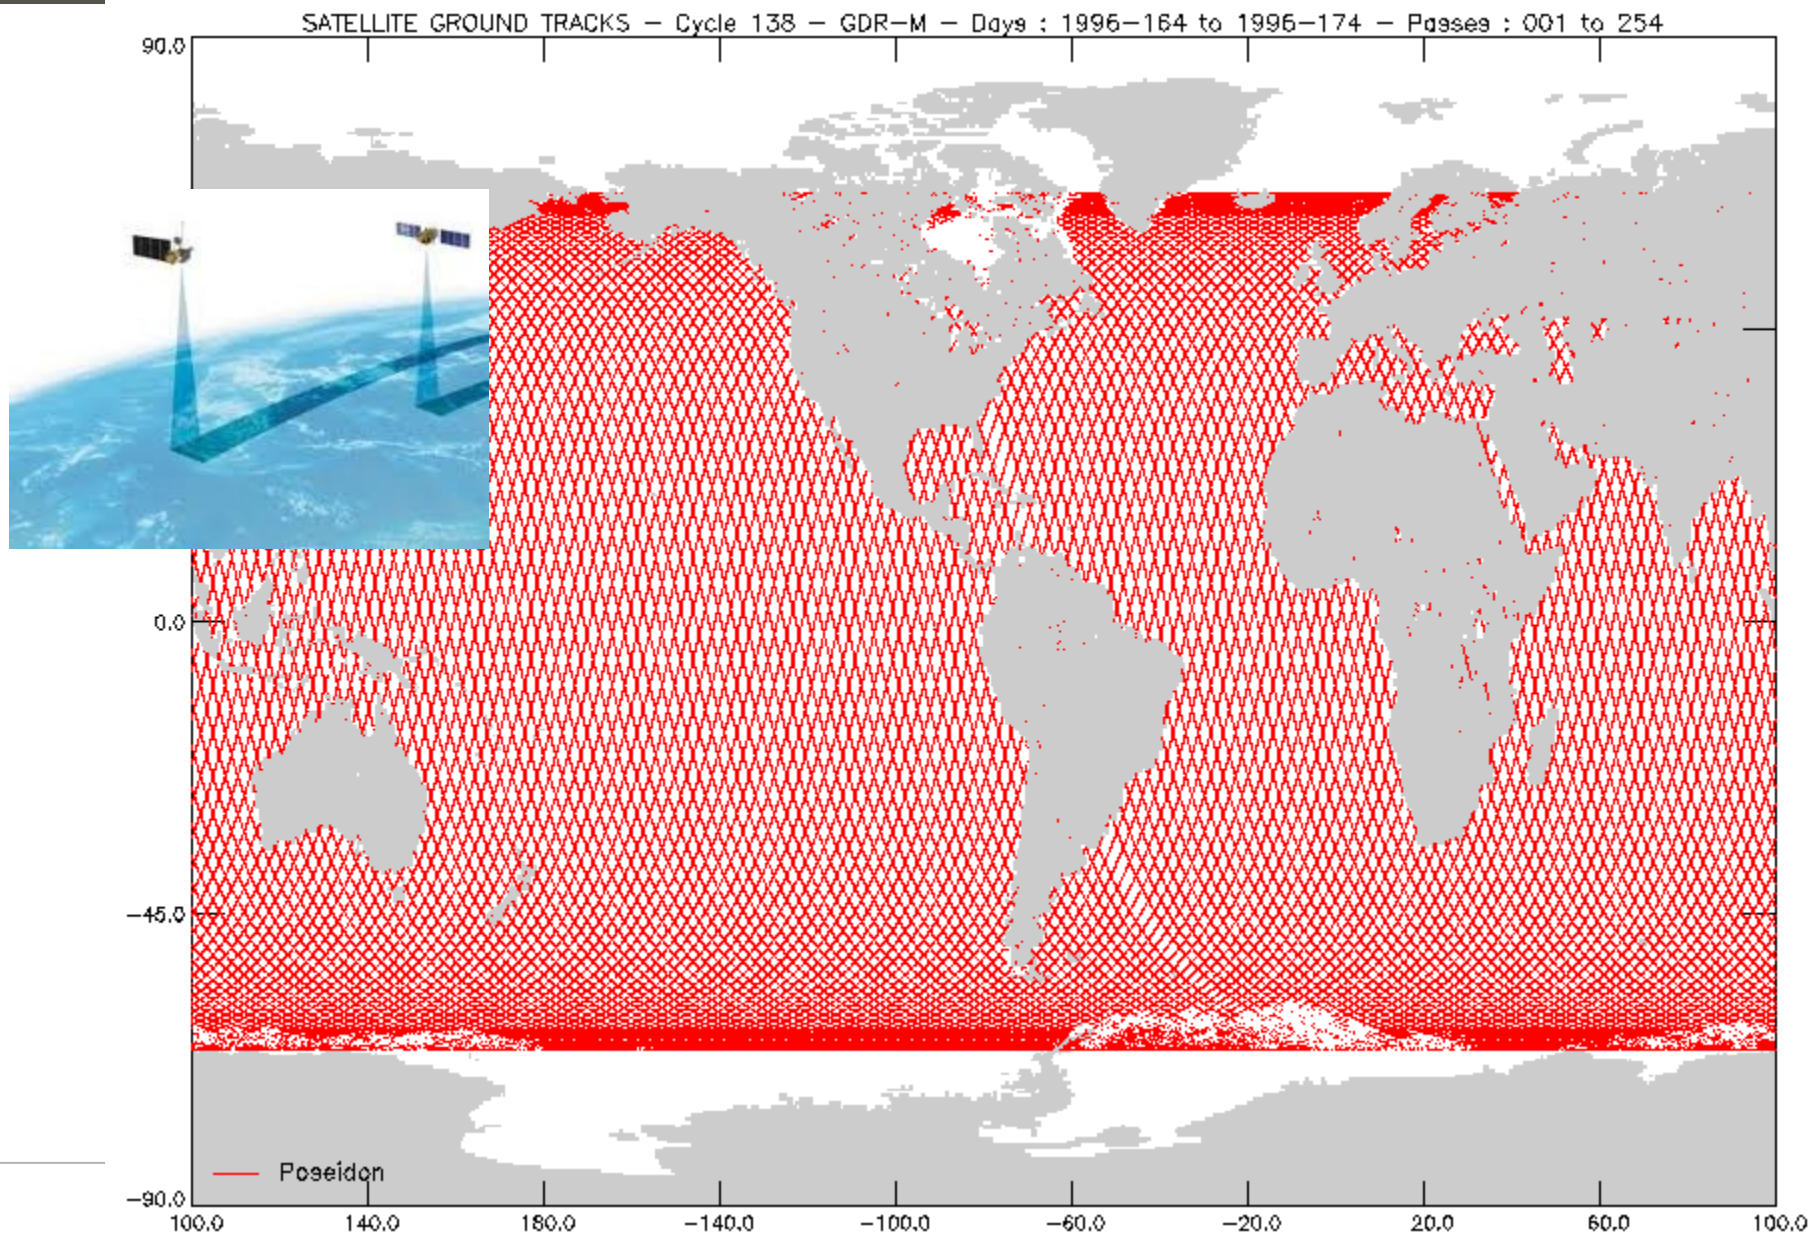 SATELLITE GROUND TRACKS – Cycle 138 – GDR–M – Days : 1996–164 to 1996–174 – Passes : 001 to 254
90.0
0.0
–45.0
–90.0
Poseidon
100.0 140.0 180.0 –140.0 –100.0 –60.0 –20.0 20.0 60.0 100.0